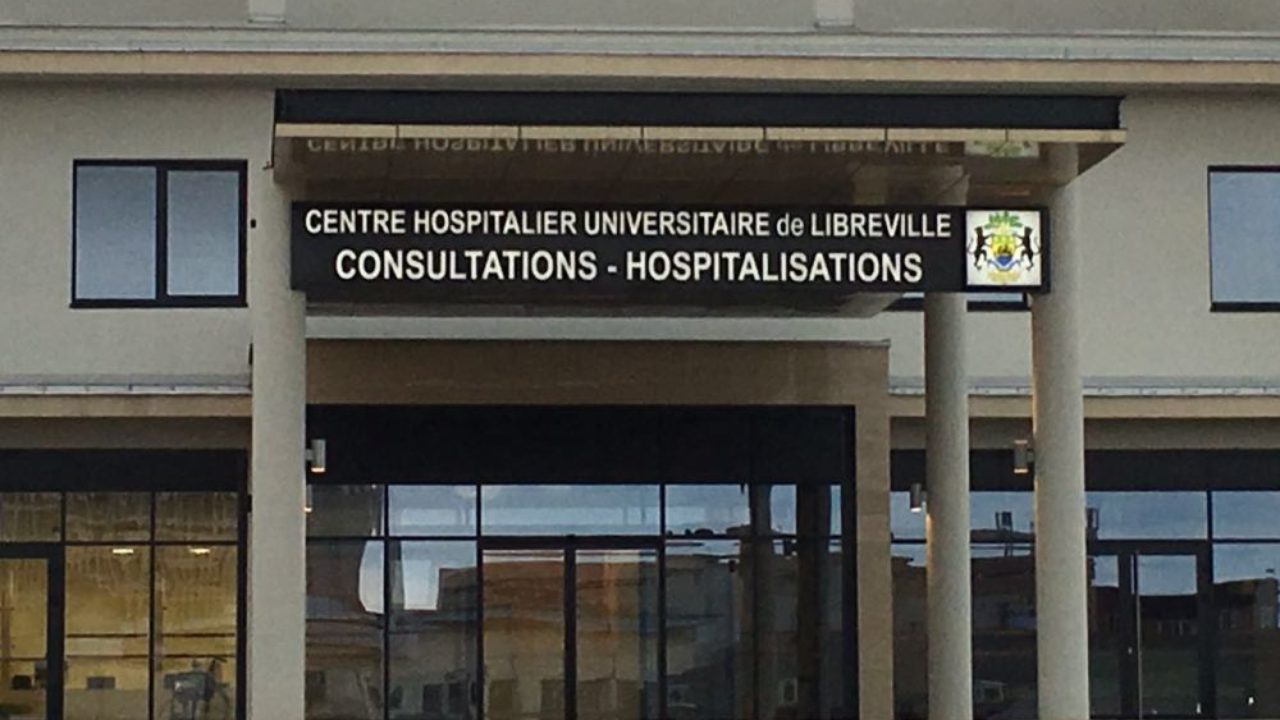 CENTRE HOSPITALIER UNIVERSITAIRE de LIBREVILLE
CONSULTATIONS - HOSPITALISATIONS